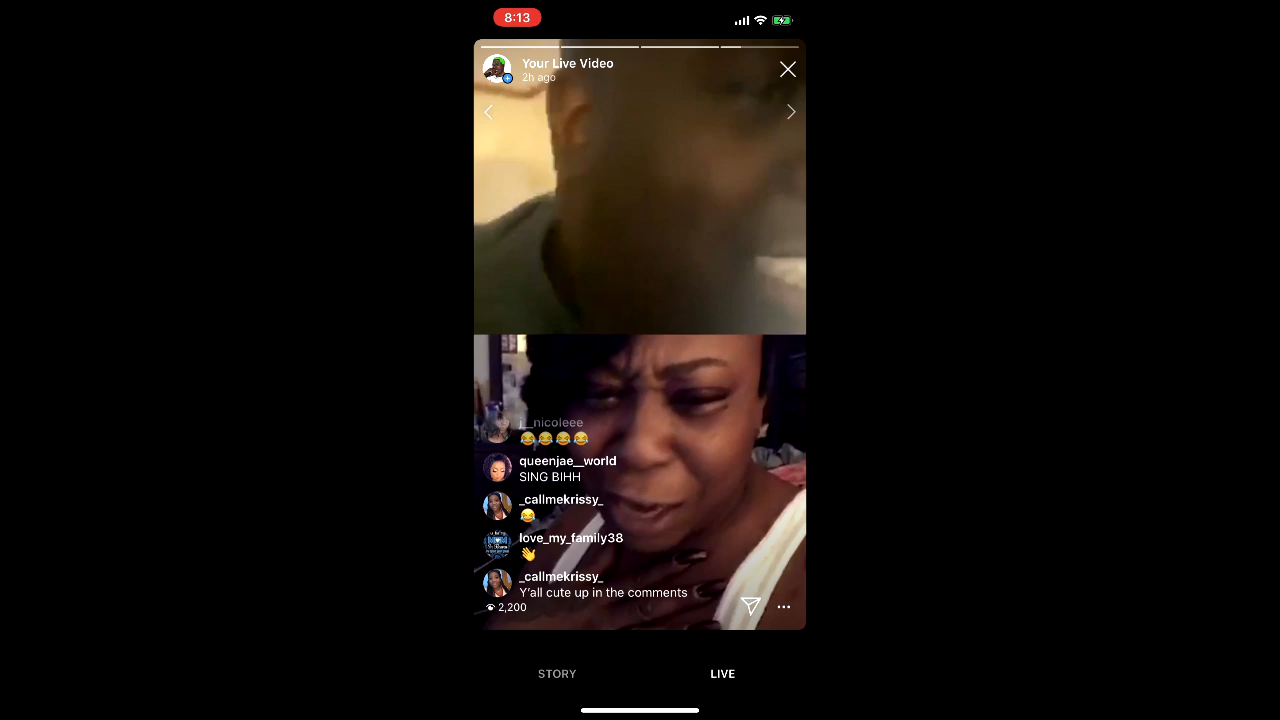 8:13
Your Live Video
2h ago
j__nicoleee
😂😂😂😂
queenjae__world
SING BIHH
_callmekrissy_
😂
love_my_family38
👋
_callmekrissy_
Y'all cute up in the comments
2,200
STORY
LIVE